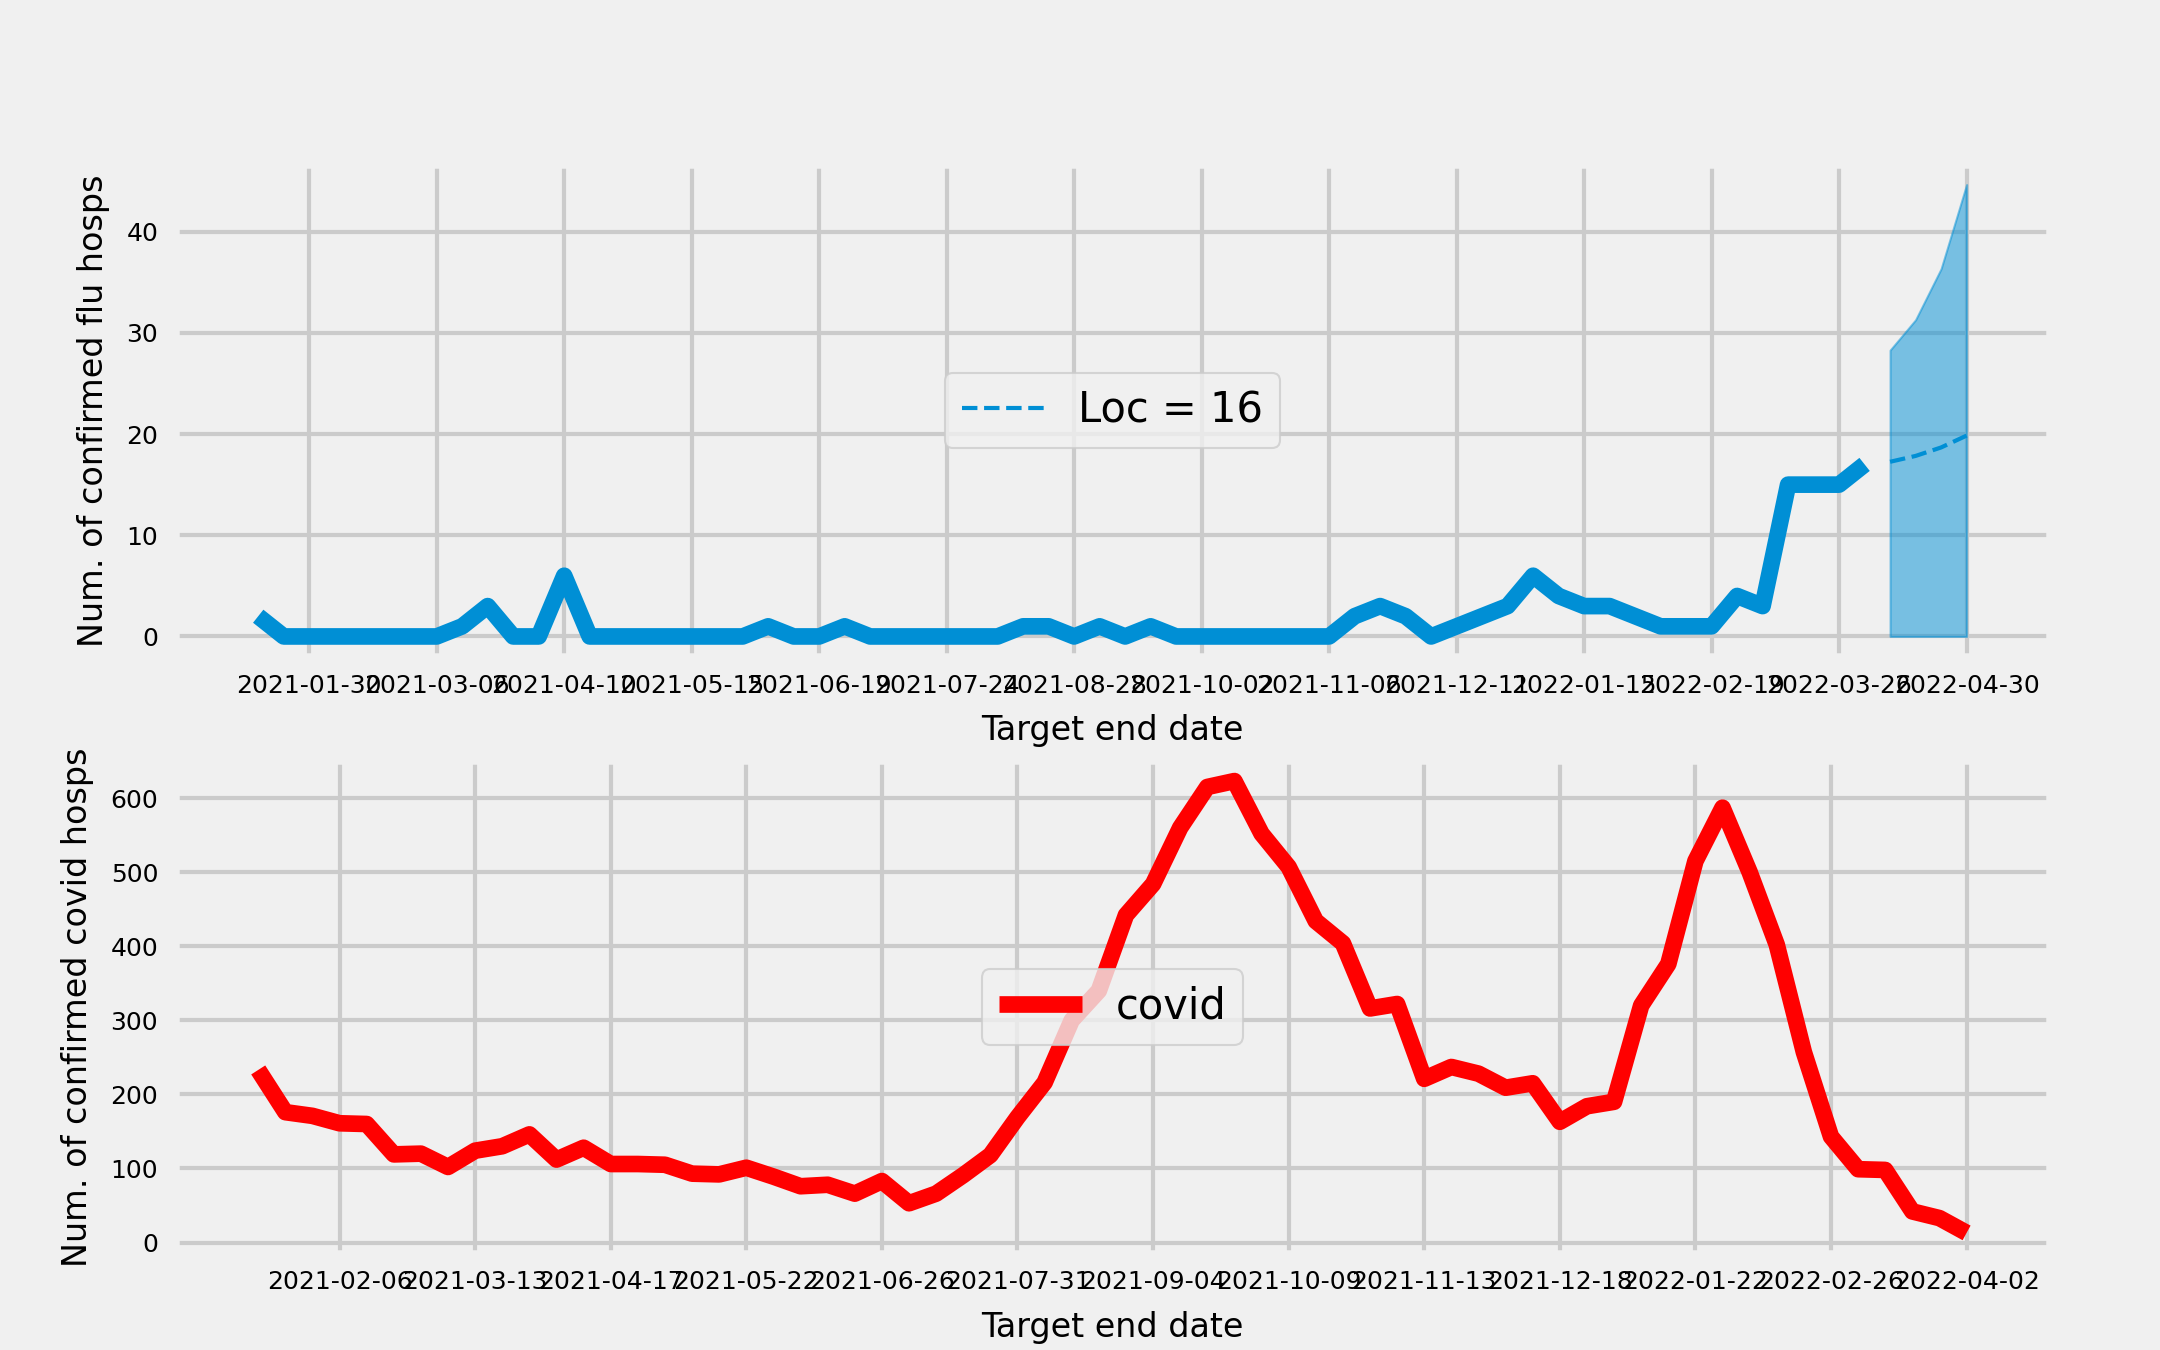 Num. of confirmed flu hosps
40
30
20
10
0
Loc = 16
2021-01-30 2021-03-06 2021-04-10 2021-05-15 2021-06-19 2021-07-24 2021-08-28 2021-10-02 2021-11-06 2021-12-11 2022-01-15 2022-02-19 2022-03-26 2022-04-30
Target end date
Num. of confirmed covid hosps
600
500
400
300
200
100
0
covid
2021-02-06 2021-03-13 2021-04-17 2021-05-22 2021-06-26 2021-07-31 2021-09-04 2021-10-09 2021-11-13 2021-12-18 2022-01-22 2022-02-26 2022-04-02
Target end date